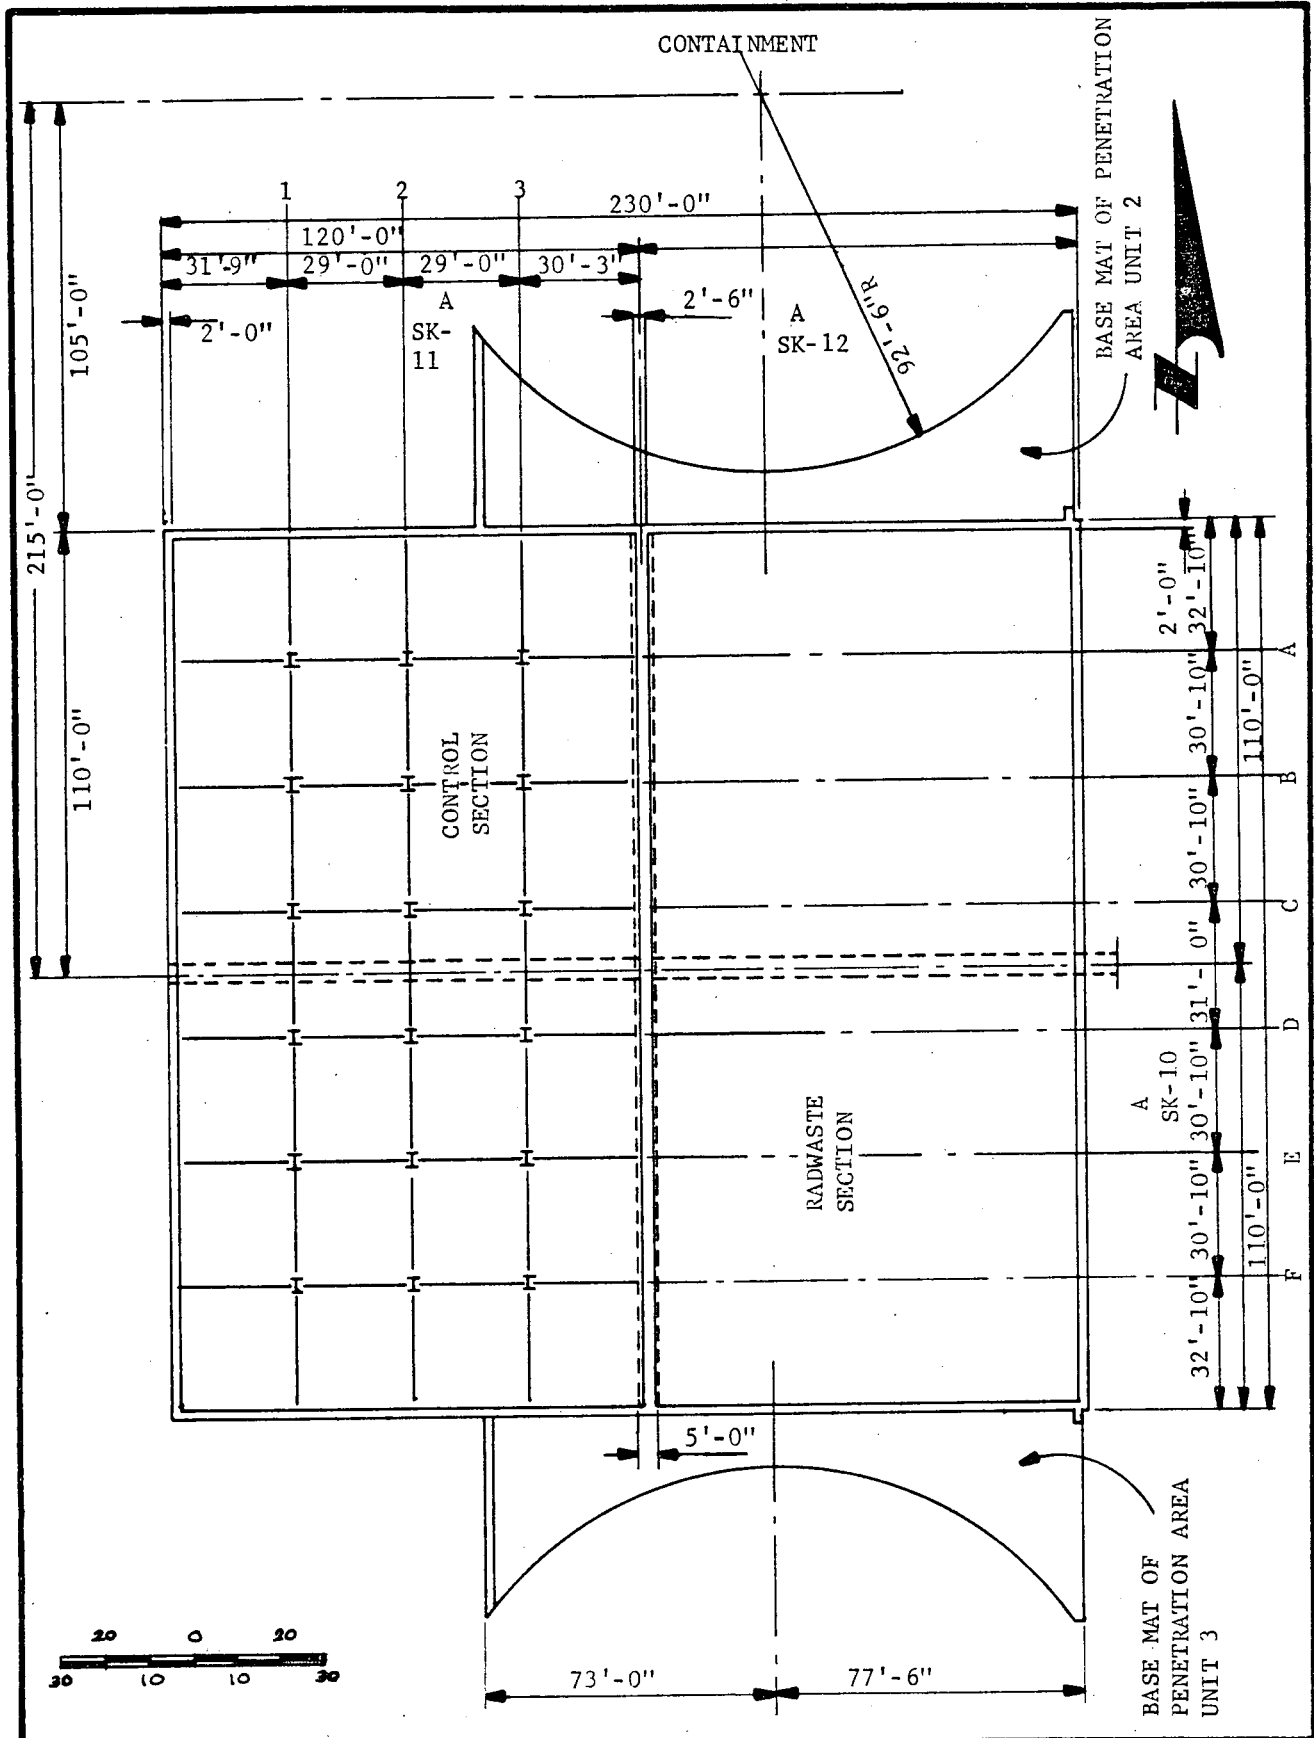 CONTAINMENT
BASE MAT OF PENETRATION
AREA UNIT 2
1
2
3
230'-0"
120'-0"
31'-9"
29'-0"
29'-0"
30'-3"
2'-0"
A
SK-
11
2'-6"
A
SK-12
92'-6"R
105'-0"
215'-0"
110'-0"
2'-0"
32'-10"
A
30'-10"
110'-0"
B
30'-10"
C
31'-0"
D
A
SK-10
30'-10"
E
30'-10"
110'-0"
F
32'-10"
CONTROL
SECTION
RADWASTE
SECTION
5'-0"
BASE MAT OF
PENETRATION AREA
UNIT 3
20 0 20
30 10 10 30
73'-0"
77'-6"